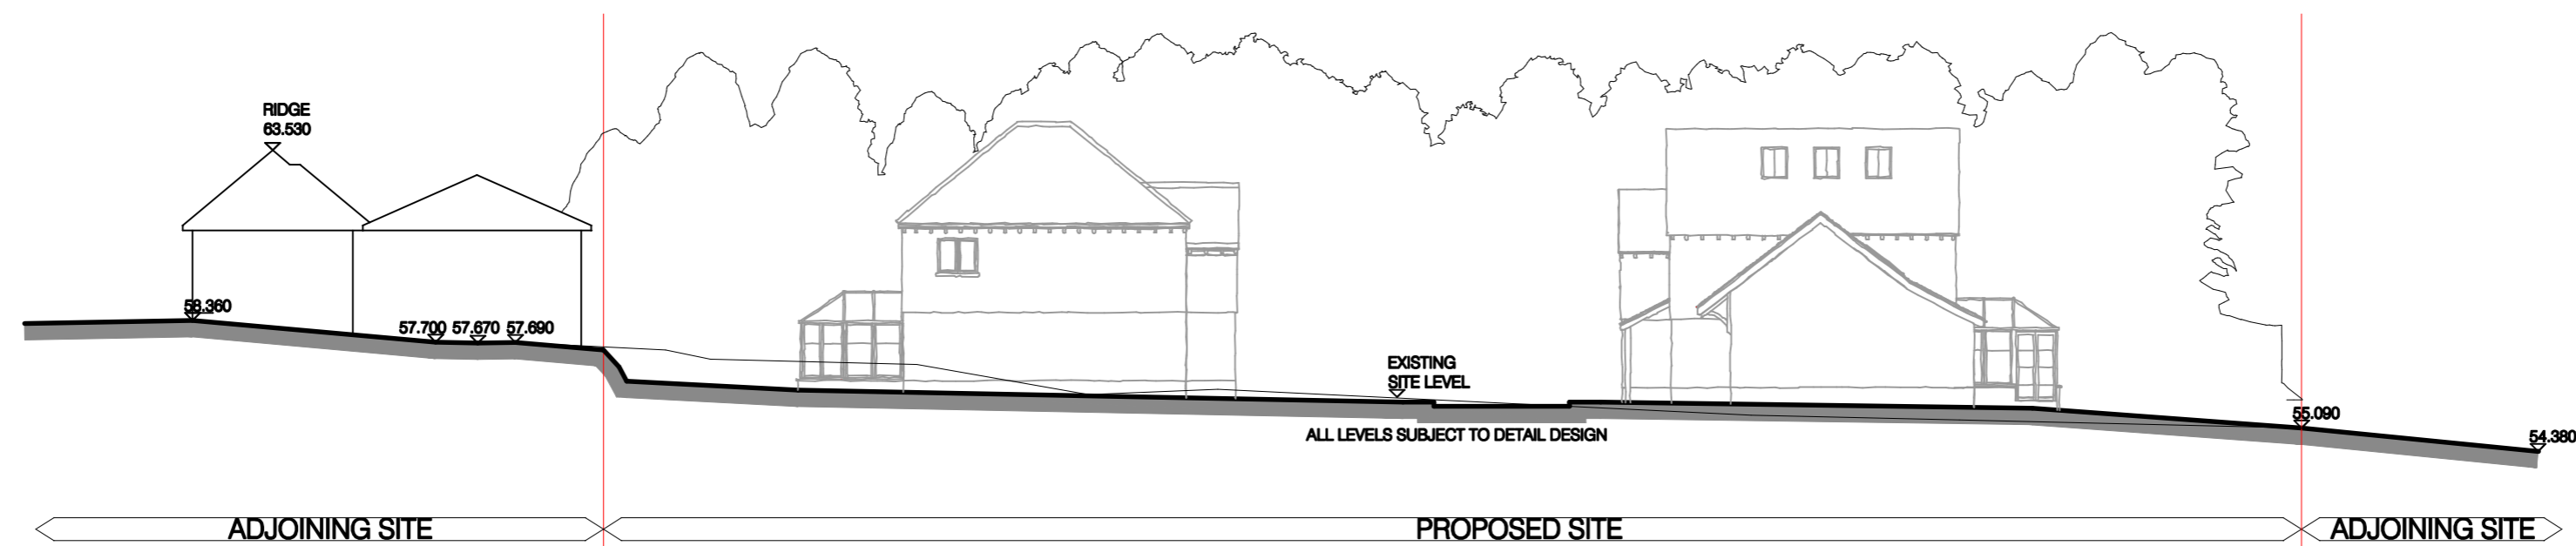 RIDGE
63.530
58.360
57.700 57.670 57.690
EXISTING
SITE LEVEL
ALL LEVELS SUBJECT TO DETAIL DESIGN
55.090
54.380
ADJOINING SITE
PROPOSED SITE
ADJOINING SITE